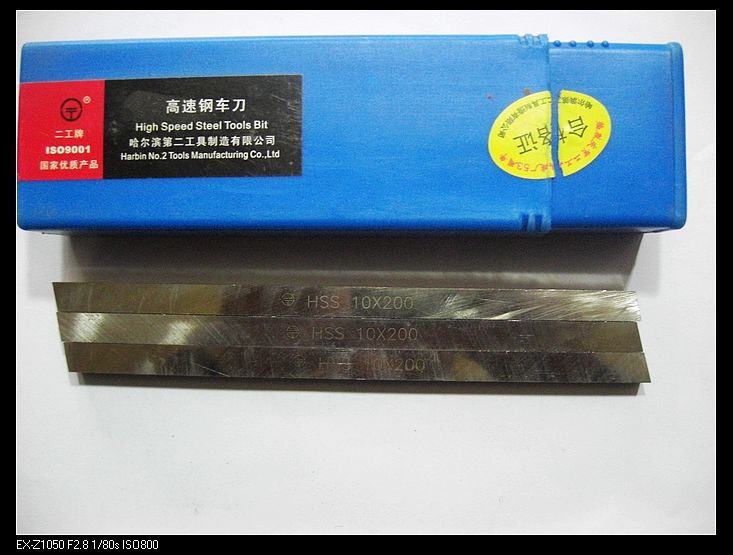 二工牌
ISO9001
国家优质产品
高速钢车刀
High Speed Steel Tools Bit
哈尔滨第二工具制造有限公司
Harbin No.2 Tools Manufacturing Co.,Ltd
合格证
HSS 10X200
HSS 10X200
HSS 10X200
EX-Z1050 F2.8 1/80s ISO800